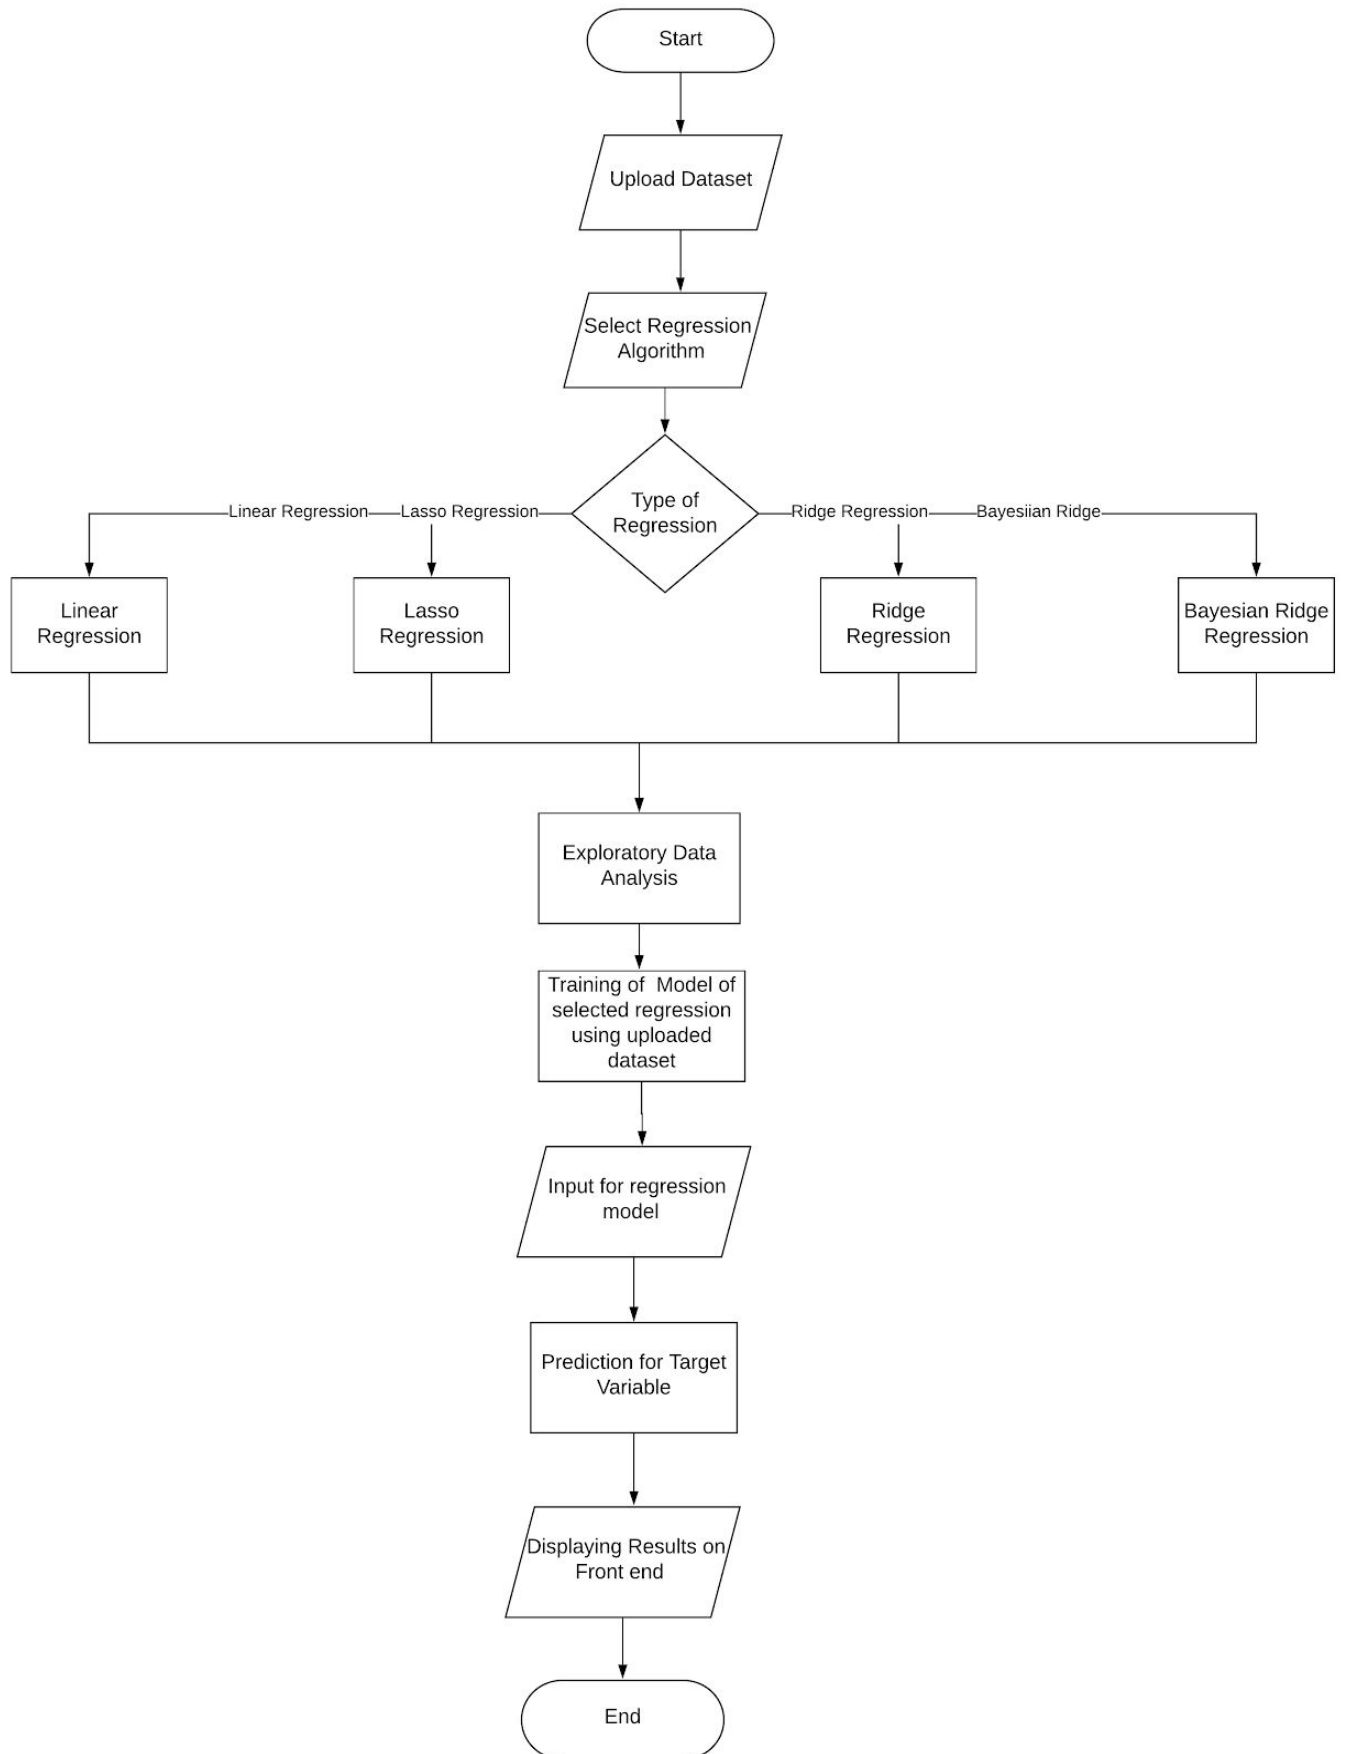 Start
Upload Dataset
Select Regression
Algorithm
Type of
Regression
Linear Regression
Lasso Regression
Ridge Regression
Bayesiian Ridge
Linear
Regression
Lasso
Regression
Ridge
Regression
Bayesian Ridge
Regression
Exploratory Data
Analysis
Training of  Model of
selected regression
using uploaded
dataset
Input for regression
model
Prediction for Target
Variable
Displaying Results on
Front end
End